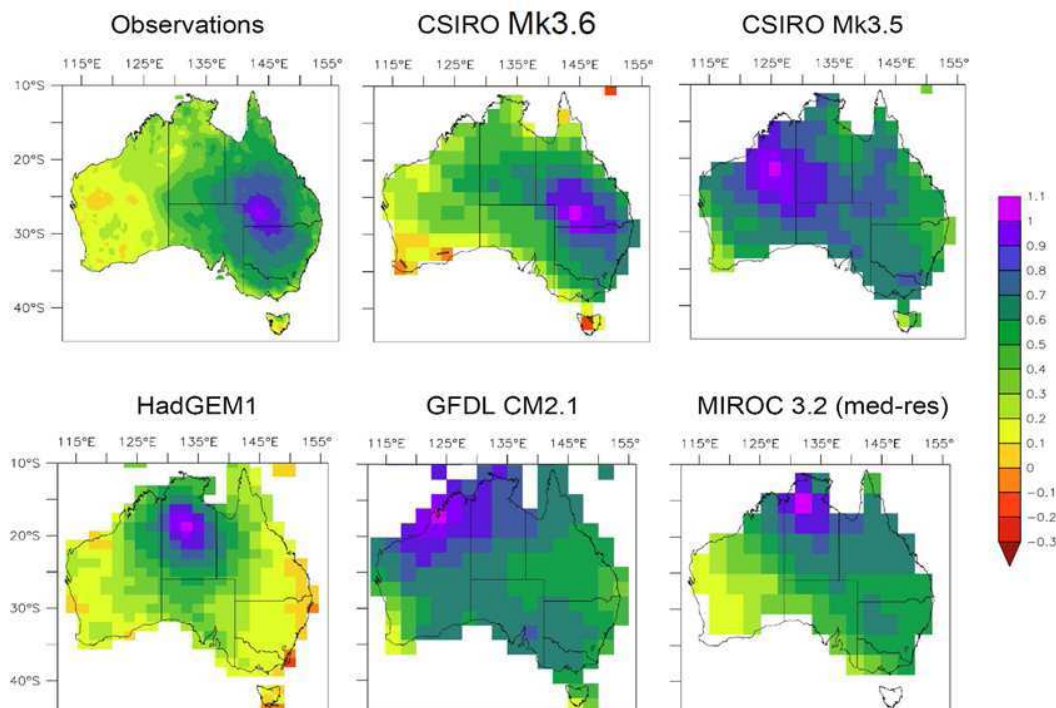 Observations
CSIRO Mk3.6
CSIRO Mk3.5
115°E 125°E 135°E 145°E 155°
115°E 125°E 135°E 145°E 155°
115°E 125°E 135°E 145°E 155°
10°S
20°S
30°S
40°S
1.1
1
0.9
0.8
0.7
0.6
0.5
0.4
0.3
0.2
0.1
0
-0.1
-0.2
-0.3
HadGEM1
GFDL CM2.1
MIROC 3.2 (med-res)
115°E 125°E 135°E 145°E 155°
115°E 125°E 135°E 145°E 155°
115°E 125°E 135°E 145°E 155°
10°S
20°S
30°S
40°S